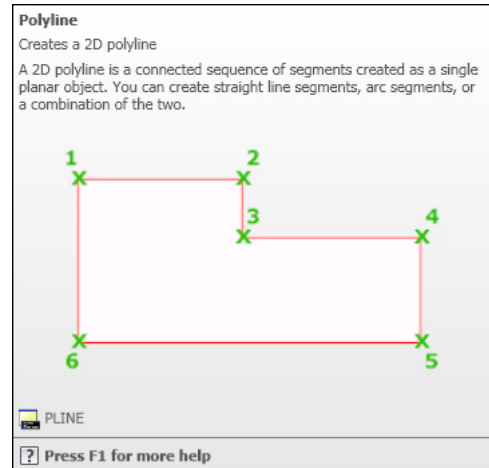 Polyline
Creates a 2D polyline
A 2D polyline is a connected sequence of segments created as a single
planar object. You can create straight line segments, arc segments, or
a combination of the two.
1 2
3 4
6 5
PLINE
? Press F1 for more help